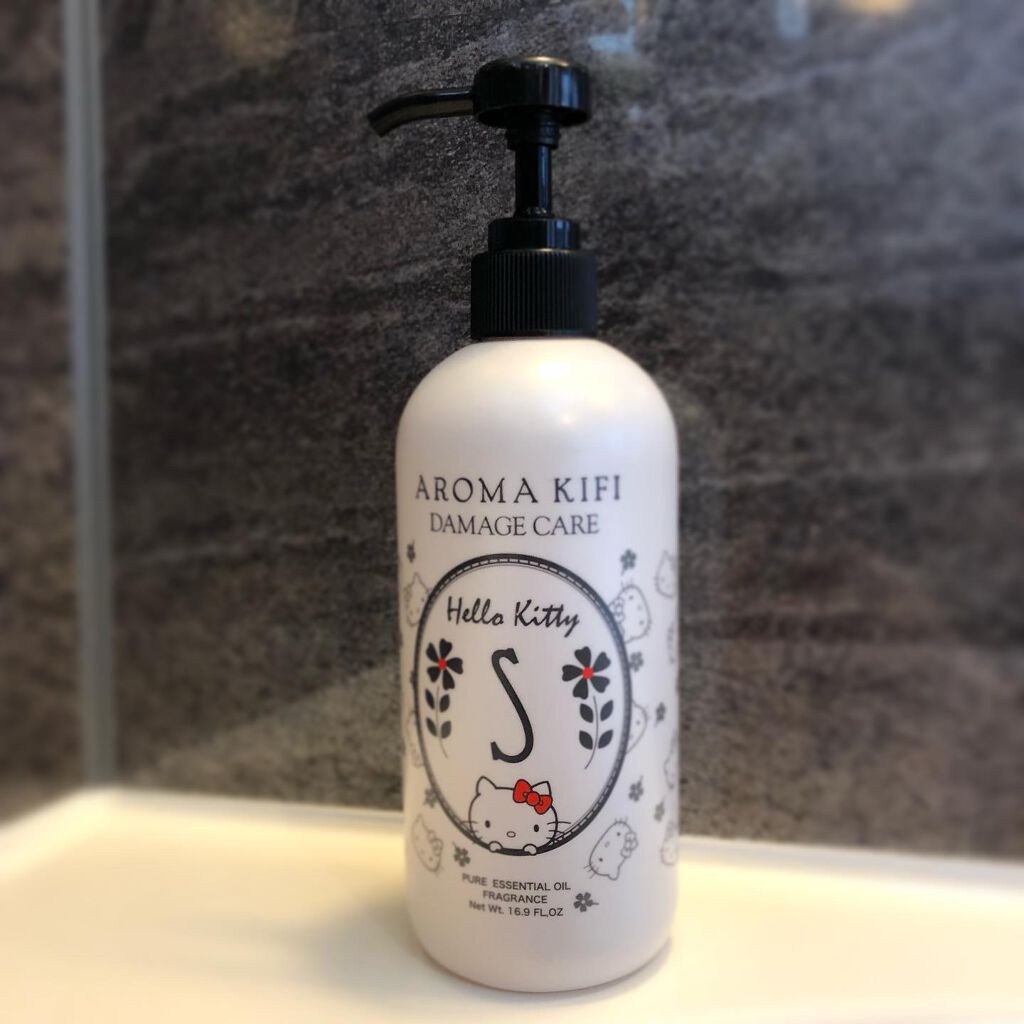 AROMA KIFI
DAMAGE CARE
Hello Kitty
S
PURE ESSENTIAL OIL
FRAGRANCE
Net Wt. 16.9 FL,OZ